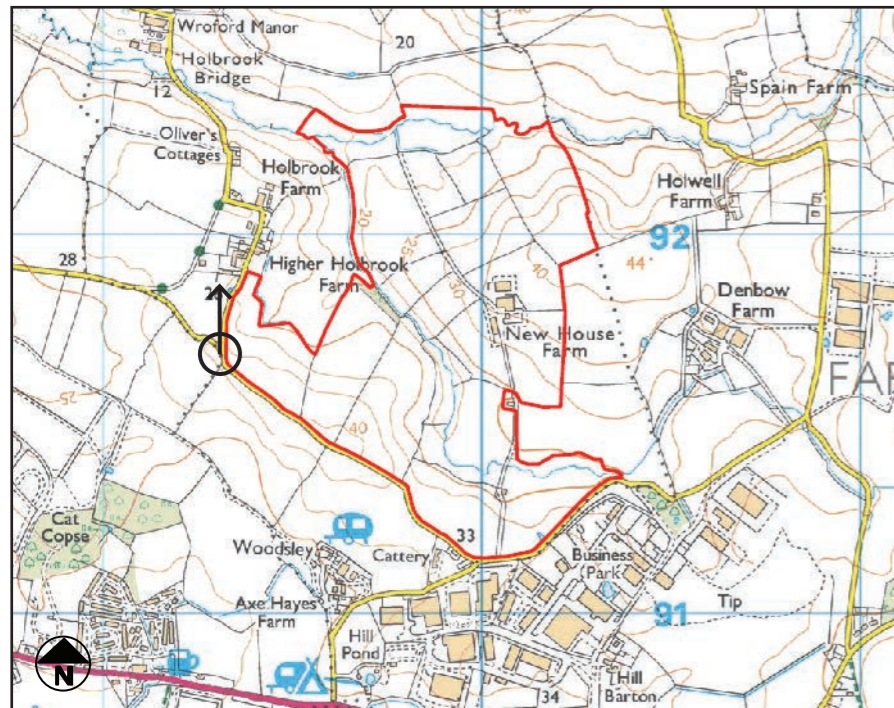 Wroford Manor
Holbrook
Bridge
20
12
Spain Farm
Oliver's
Cottages
Holbrook
Farm
Holwell
Farm
20
92
28
Higher Holbrook
Farm
25
40
44
30
Denbow
Farm
New House
Farm
FAR
25
40
Cat
Copse
33
Woodsley
Cattery
Business
Park
Axe Hayes
Farm
Tip
91
Hill
Pond
Hill
Barton
34
N